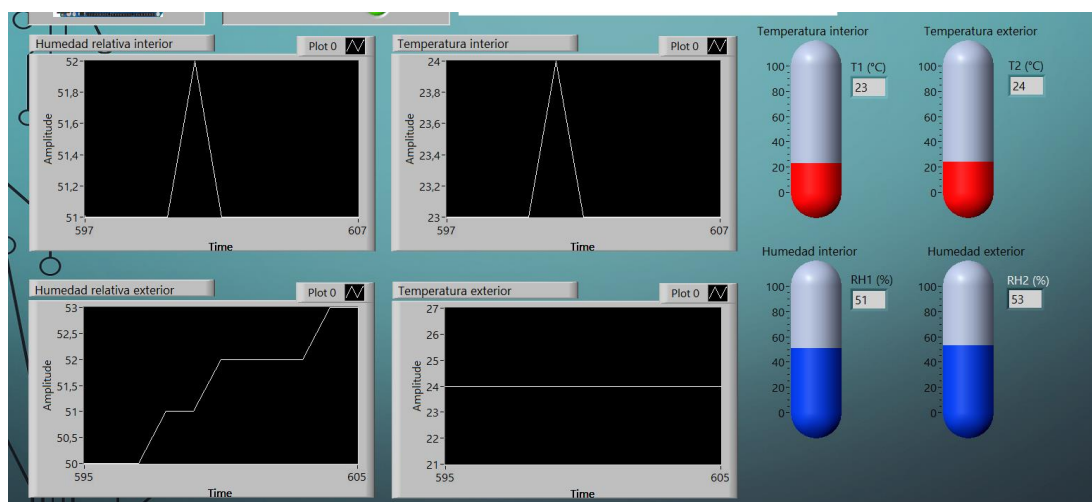 Humedad relativa interior
Plot 0
52
51,8
51,6
51,4
51,2
51
Amplitude
597
607
Time
Temperatura interior
Plot 0
24
23,8
23,6
23,4
23,2
23
Amplitude
597
607
Time
Temperatura interior
T1 (°C)
23
100
80
60
40
20
0
Temperatura exterior
T2 (°C)
24
100
80
60
40
20
0
Humedad relativa exterior
Plot 0
53
52,5
52
51,5
51
50,5
50
Amplitude
595
605
Time
Temperatura exterior
Plot 0
27
26
25
24
23
22
21
Amplitude
595
605
Time
Humedad interior
RH1 (%)
51
100
80
60
40
20
0
Humedad exterior
RH2 (%)
53
100
80
60
40
20
0